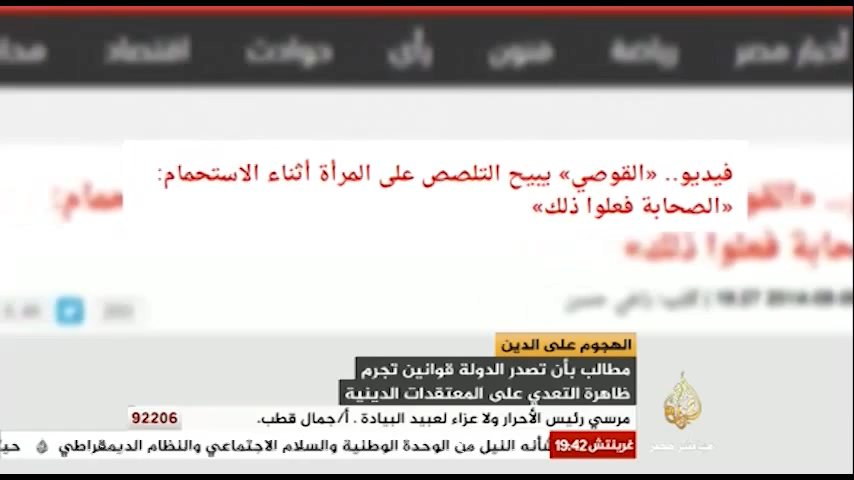 أخبار مصر رياضة فنون رأى حوادث اقتصاد
فيديو.. «القوصي» يبيح التلصص على المرأة أثناء الاستحمام:
«الصحابة فعلوا ذلك»
الهجوم على الدين
مطالب بأن تصدر الدولة قوانين تجرم
ظاهرة التعدي على المعتقدات الدينية
مرسي رئيس الأحرار ولا عزاء لعبيد البيادة . أ/جمال قطب.
92206
غرينتش 19:42
شأنه النيل من الوحدة الوطنية والسلام الاجتماعي والنظام الديمقراطي